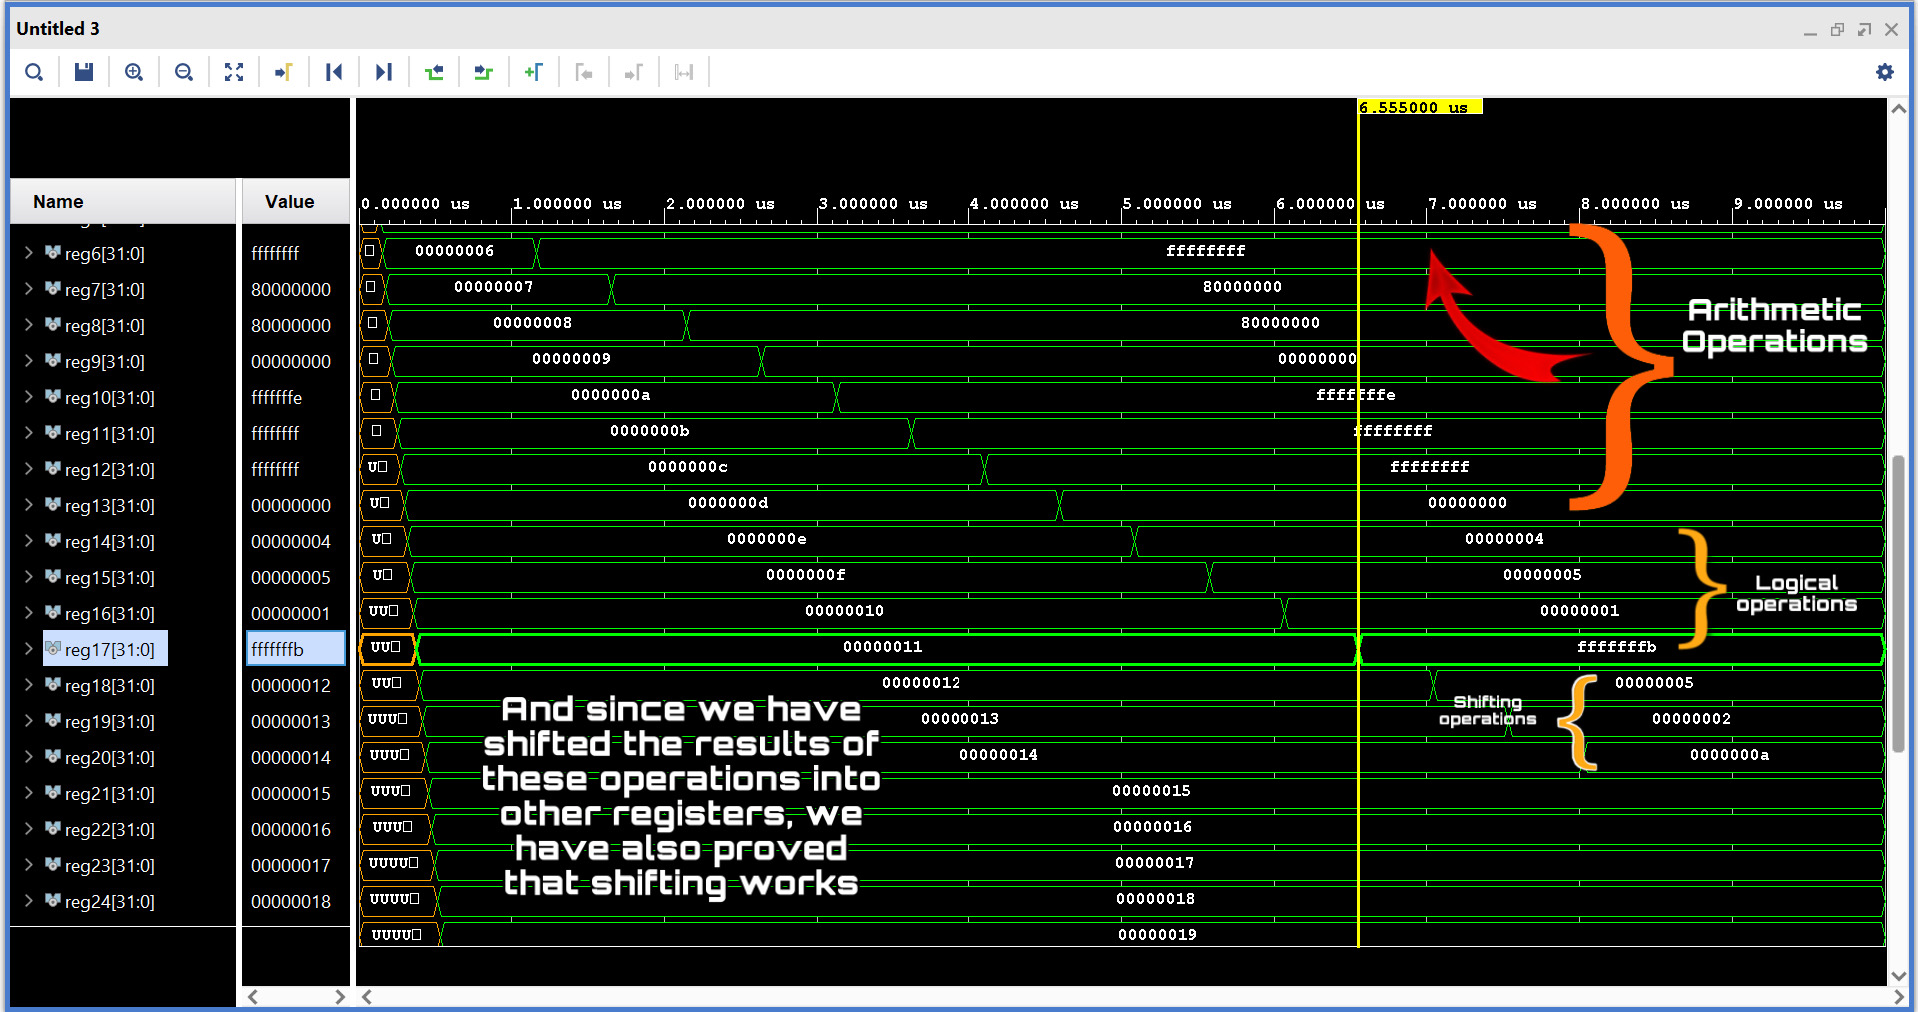 Untitled 3
6.555000 us
Name Value 0.000000 us 1.000000 us 2.000000 us 3.000000 us 4.000000 us 5.000000 us 6.000000 us 7.000000 us 8.000000 us 9.000000 us
reg6[31:0] ffffffff 00000006 ffffffff
reg7[31:0] 80000000 00000007 80000000
reg8[31:0] 80000000 00000008 80000000
reg9[31:0] 00000000 00000009 00000000
reg10[31:0] fffffffe 0000000a fffffffe
reg11[31:0] ffffffff 0000000b ffffffff
reg12[31:0] ffffffff U 0000000c ffffffff
reg13[31:0] 00000000 U 0000000d 00000000
reg14[31:0] 00000004 U 0000000e 00000004
reg15[31:0] 00000005 U 0000000f 00000005
reg16[31:0] 00000001 UU 00000010 00000001
reg17[31:0] fffffffb UU 00000011 fffffffb
reg18[31:0] 00000012 UU 00000012 00000005
reg19[31:0] 00000013 UUU 00000013 00000002
reg20[31:0] 00000014 UUU 00000014 0000000a
reg21[31:0] 00000015 UUU 00000015
reg22[31:0] 00000016 UUU 00000016
reg23[31:0] 00000017 UUUU 00000017
reg24[31:0] 00000018 UUUU 00000018
UUUU 00000019
Arithmetic
Operations
Logical
operations
Shifting
operations
And since we have
shifted the results of
these operations into
other registers, we
have also proved
that shifting works